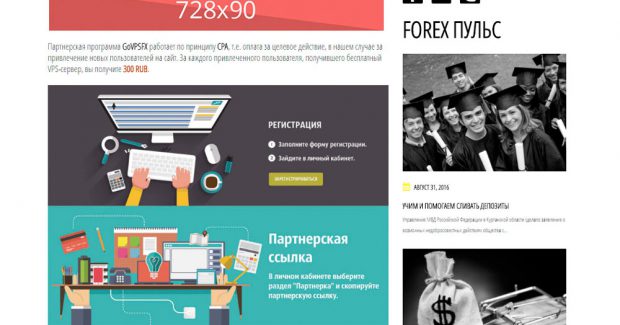 728x90
Партнерская программа GoVPSFX работает по принципу CPA, т.е. оплата за целевое действие, в нашем случае за
привлечение новых пользователей на сайт. За каждого привлеченного пользователя, получившего бесплатный
VPS-сервер, вы получите 300 RUB.
РЕГИСТРАЦИЯ
1 Заполните форму регистрации.
2 Зайдите в личный кабинет.
ЗАРЕГИСТРИРОВАТЬСЯ
Партнерская
ссылка
В личном кабинете выберите
раздел "Партнерка" и скопируйте
партнерскую ссылку.
FOREX ПУЛЬС
АВГУСТ 31, 2016
УЧИМ И ПОМОГАЕМ СЛИВАТЬ ДЕПОЗИТЫ
Управление МВД Российской Федерации в Курганской области сделало заявление о
возможных недобросовестных действиях общества с...
$